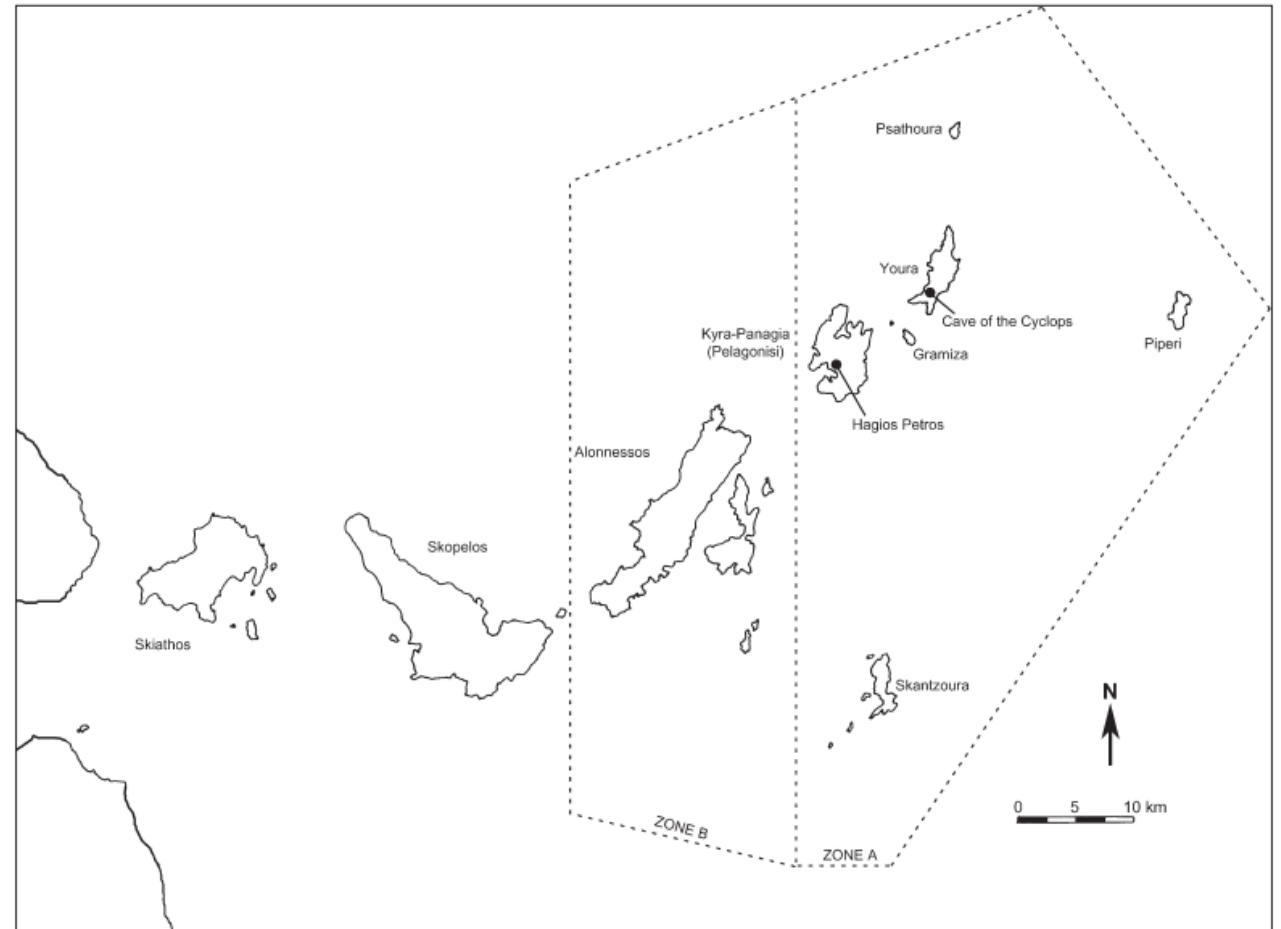 Psathoura
Youra
Cave of the Cyclops
Kyra-Panagia
(Pelagonisi)
Gramiza
Piperi
Hagios Petros
Alonnessos
Skopelos
Skiathos
Skantzoura
N
0 5 10 km
ZONE B
ZONE A